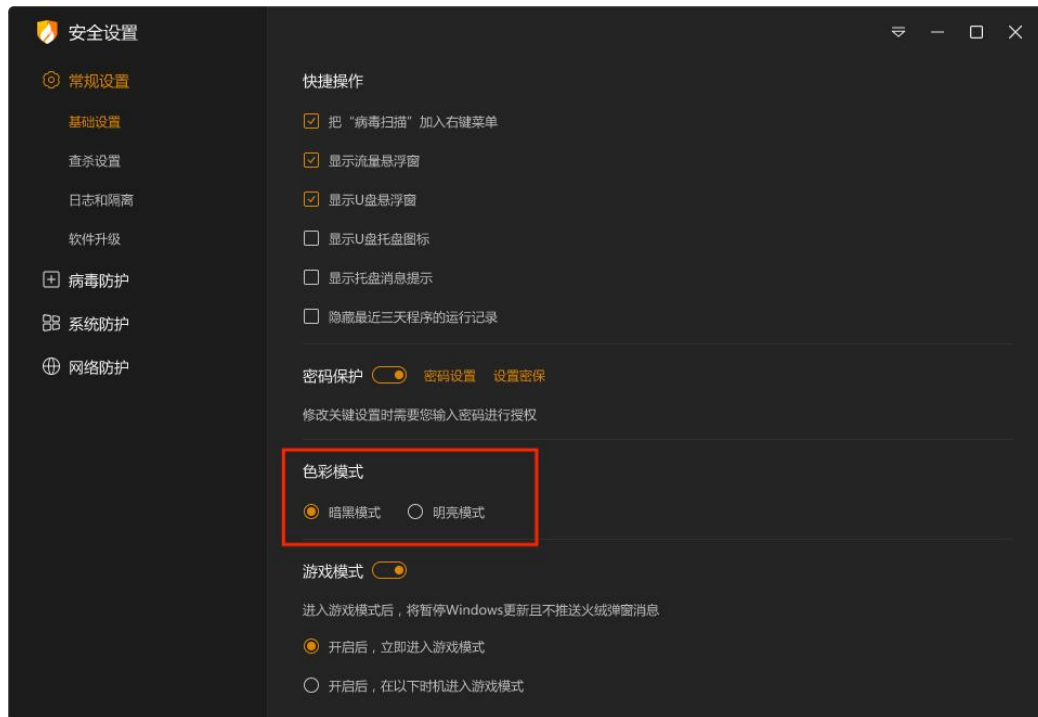 安全设置
常规设置
基础设置
查杀设置
日志和隔离
软件升级
病毒防护
系统防护
网络防护
快捷操作
把“病毒扫描”加入右键菜单
显示流量悬浮窗
显示U盘悬浮窗
显示U盘托盘图标
显示托盘消息提示
隐藏最近三天程序的运行记录
密码保护 密码设置 设置密保
修改关键设置时需要您输入密码进行授权
色彩模式
暗黑模式 明亮模式
游戏模式
进入游戏模式后，将暂停Windows更新且不推送火绒弹窗消息
开启后，立即进入游戏模式
开启后，在以下时机进入游戏模式